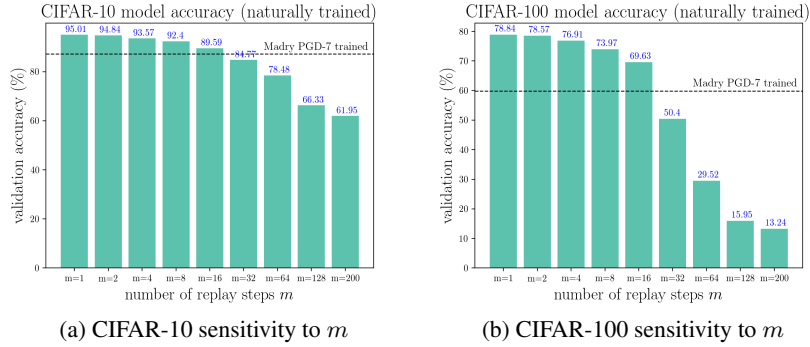 CIFAR-10 model accuracy (naturally trained)
validation accuracy (%)
0
20
40
60
80
95.01
94.84
93.57
92.4
89.59
84.77
78.48
66.33
61.95
Madry PGD-7 trained
m=1 m=2 m=4 m=8 m=16 m=32 m=64 m=128 m=200
number of replay steps m
(a) CIFAR-10 sensitivity to m
CIFAR-100 model accuracy (naturally trained)
validation accuracy (%)
0
10
20
30
40
50
60
70
80
78.84
78.57
76.91
73.97
69.63
50.4
29.52
15.95
13.24
Madry PGD-7 trained
m=1 m=2 m=4 m=8 m=16 m=32 m=64 m=128 m=200
number of replay steps m
(b) CIFAR-100 sensitivity to m